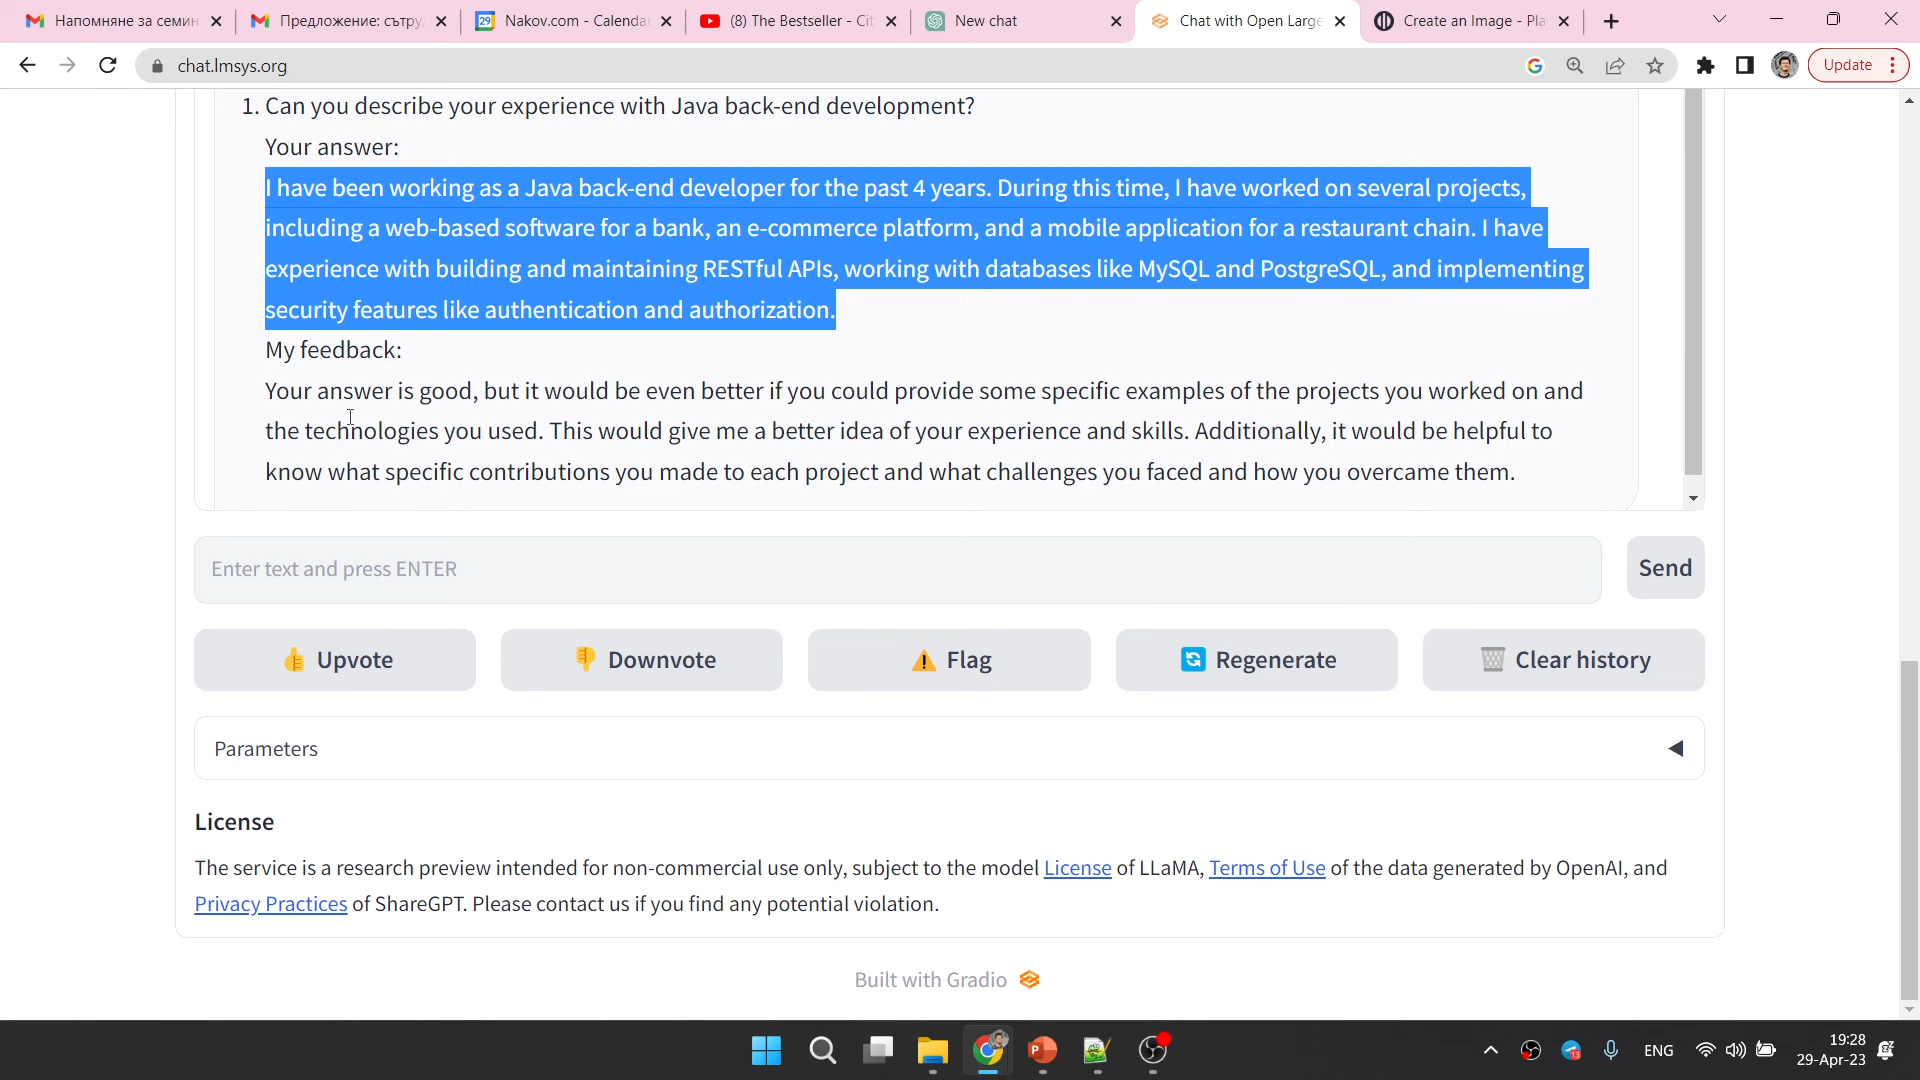 Напомняне за семин
Предложение: сътру
Nakov.com - Calenda
(8) The Bestseller - Cit
New chat
Chat with Open Large
Create an Image - Pla
chat.lmsys.org
Update
1. Can you describe your experience with Java back-end development?
Your answer:
I have been working as a Java back-end developer for the past 4 years. During this time, I have worked on several projects,
including a web-based software for a bank, an e-commerce platform, and a mobile application for a restaurant chain. I have
experience with building and maintaining RESTful APIs, working with databases like MySQL and PostgreSQL, and implementing
security features like authentication and authorization.
My feedback:
Your answer is good, but it would be even better if you could provide some specific examples of the projects you worked on and
the technologies you used. This would give me a better idea of your experience and skills. Additionally, it would be helpful to
know what specific contributions you made to each project and what challenges you faced and how you overcame them.
Enter text and press ENTER
Send
Upvote
Downvote
Flag
Regenerate
Clear history
Parameters
License
The service is a research preview intended for non-commercial use only, subject to the model License of LLaMA, Terms of Use of the data generated by OpenAI, and
Privacy Practices of ShareGPT. Please contact us if you find any potential violation.
Built with Gradio
ENG
19:28
29-Apr-23